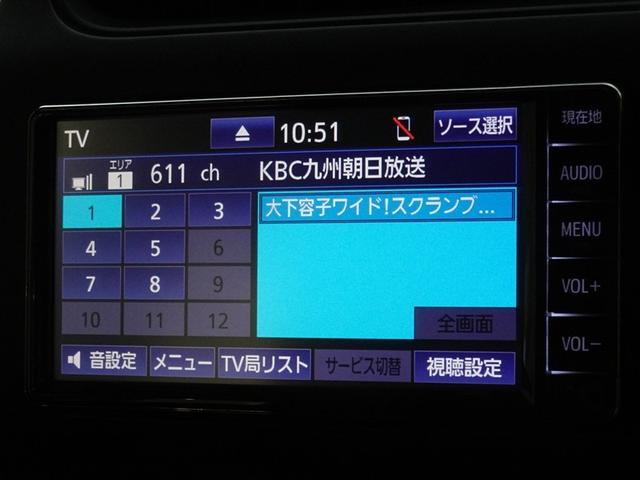 TV
10:51
ソース選択
エリア
1
611 ch
KBC九州朝日放送
1
2
3
大下容子ワイド!スクランブ...
4
5
6
7
8
9
10
11
12
全画面
音設定
メニュー
TV局リスト
サービス切替
視聴設定
現在地
AUDIO
MENU
VOL+
VOL−